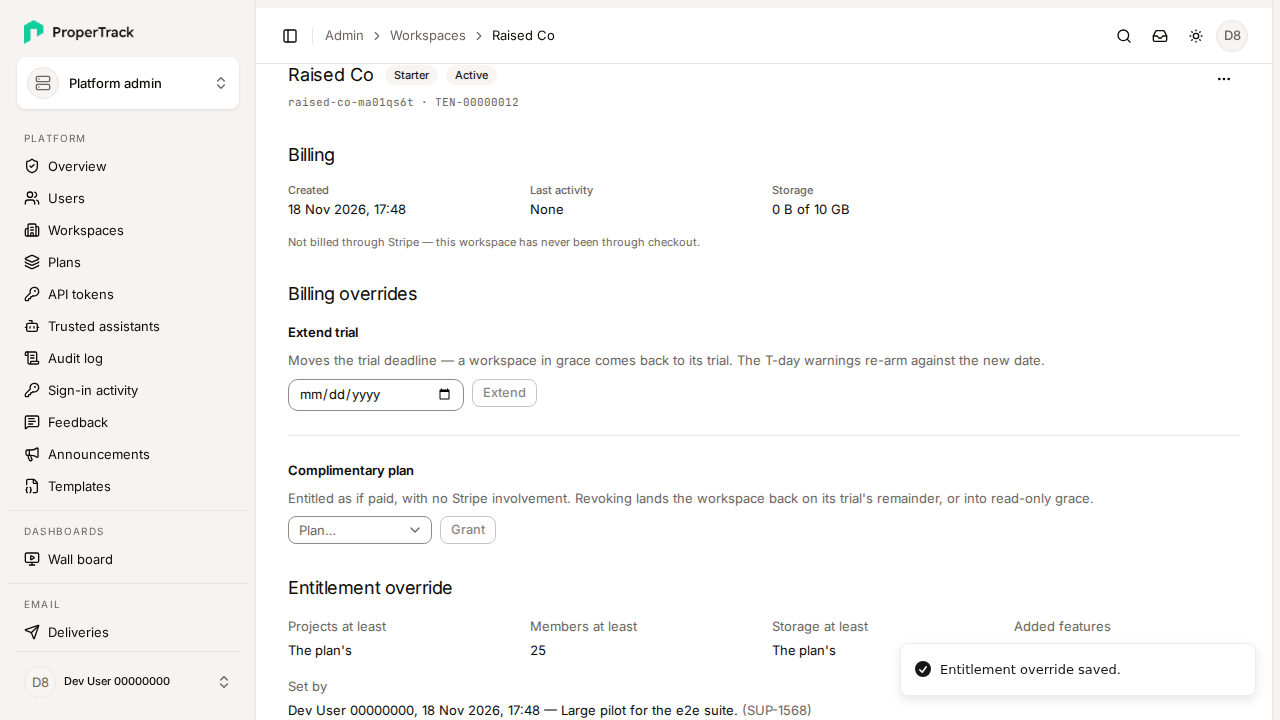 ProperTrack
Platform admin
PLATFORM
Overview
Users
Workspaces
Plans
API tokens
Trusted assistants
Audit log
Sign-in activity
Feedback
Announcements
Templates
DASHBOARDS
Wall board
EMAIL
Deliveries
D8 Dev User 00000000
Admin > Workspaces > Raised Co
D8
Raised Co Starter Active
raised-co-ma01qs6t · TEN-00000012
Billing
Created Last activity Storage
18 Nov 2026, 17:48 None 0 B of 10 GB
Not billed through Stripe — this workspace has never been through checkout.
Billing overrides
Extend trial
Moves the trial deadline — a workspace in grace comes back to its trial. The T-day warnings re-arm against the new date.
mm/dd/yyyy Extend
Complimentary plan
Entitled as if paid, with no Stripe involvement. Revoking lands the workspace back on its trial's remainder, or into read-only grace.
Plan... Grant
Entitlement override
Projects at least Members at least Storage at least Added features
The plan's 25 The plan's
Set by
Dev User 00000000, 18 Nov 2026, 17:48 — Large pilot for the e2e suite. (SUP-1568)
Entitlement override saved.